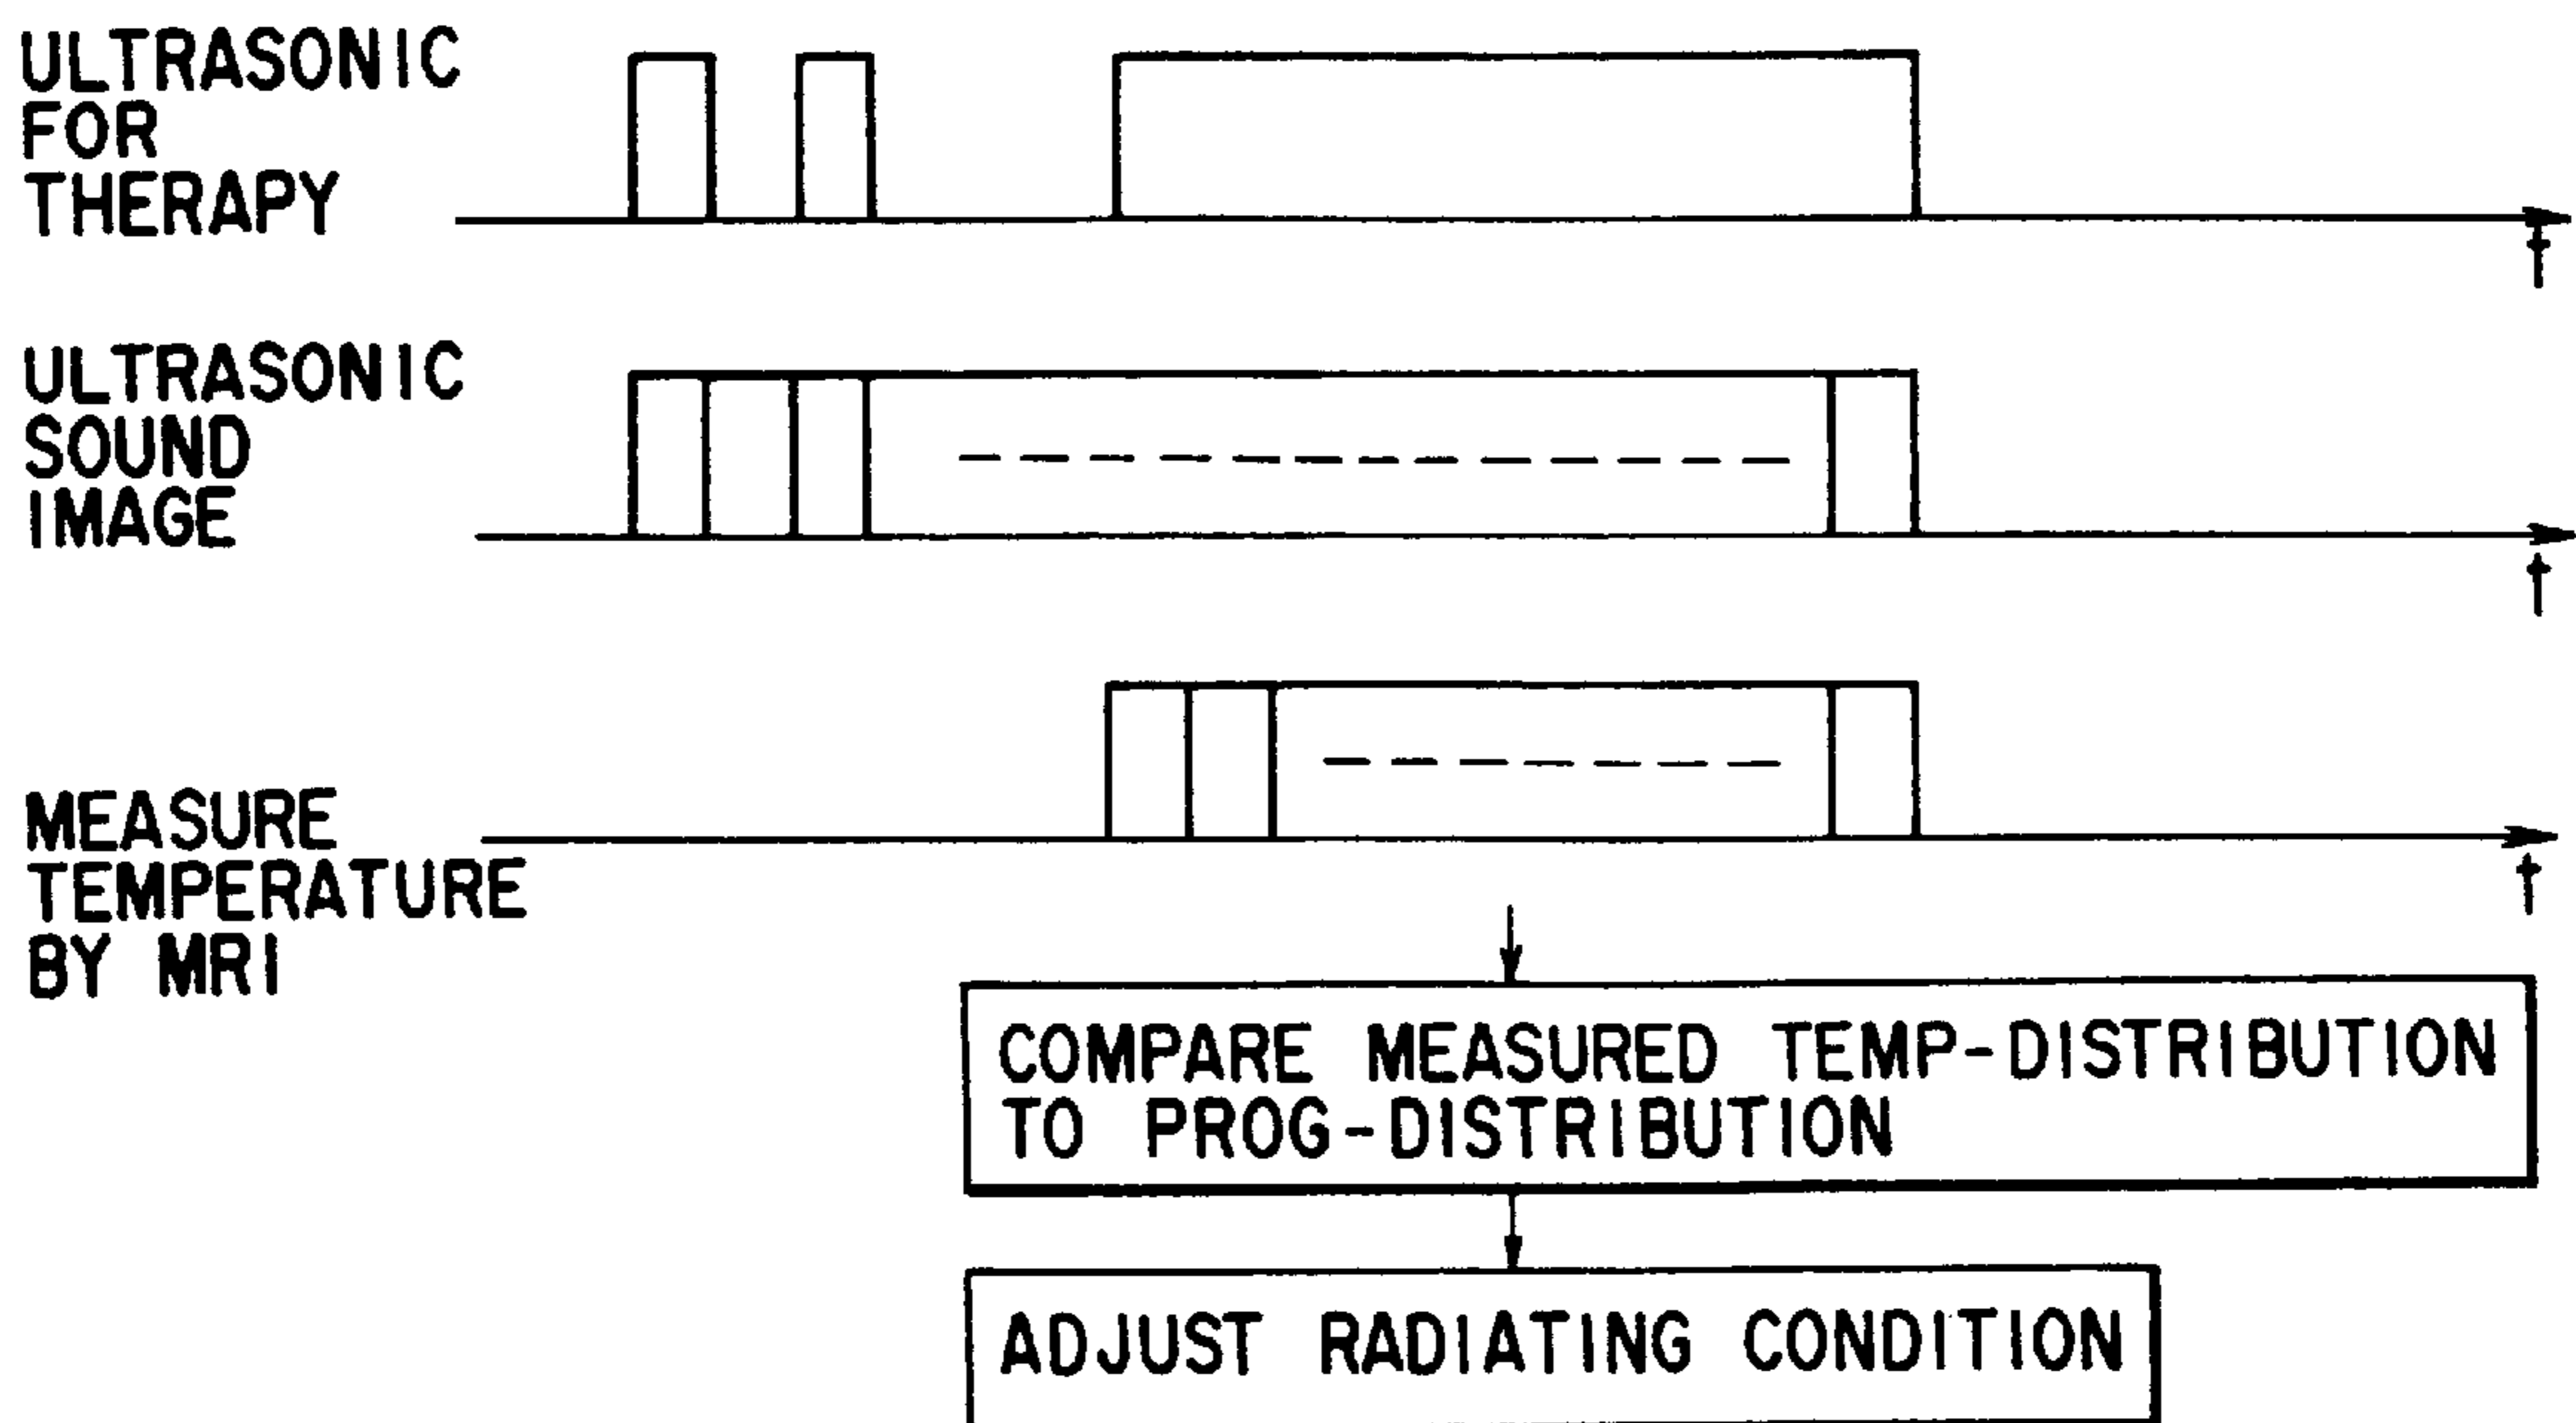 ULTRASONIC
FOR
THERAPY
t
ULTRASONIC
SOUND
IMAGE
t
MEASURE
TEMPERATURE
BY MRI
t
COMPARE MEASURED TEMP-DISTRIBUTION
TO PROG-DISTRIBUTION
ADJUST RADIATING CONDITION